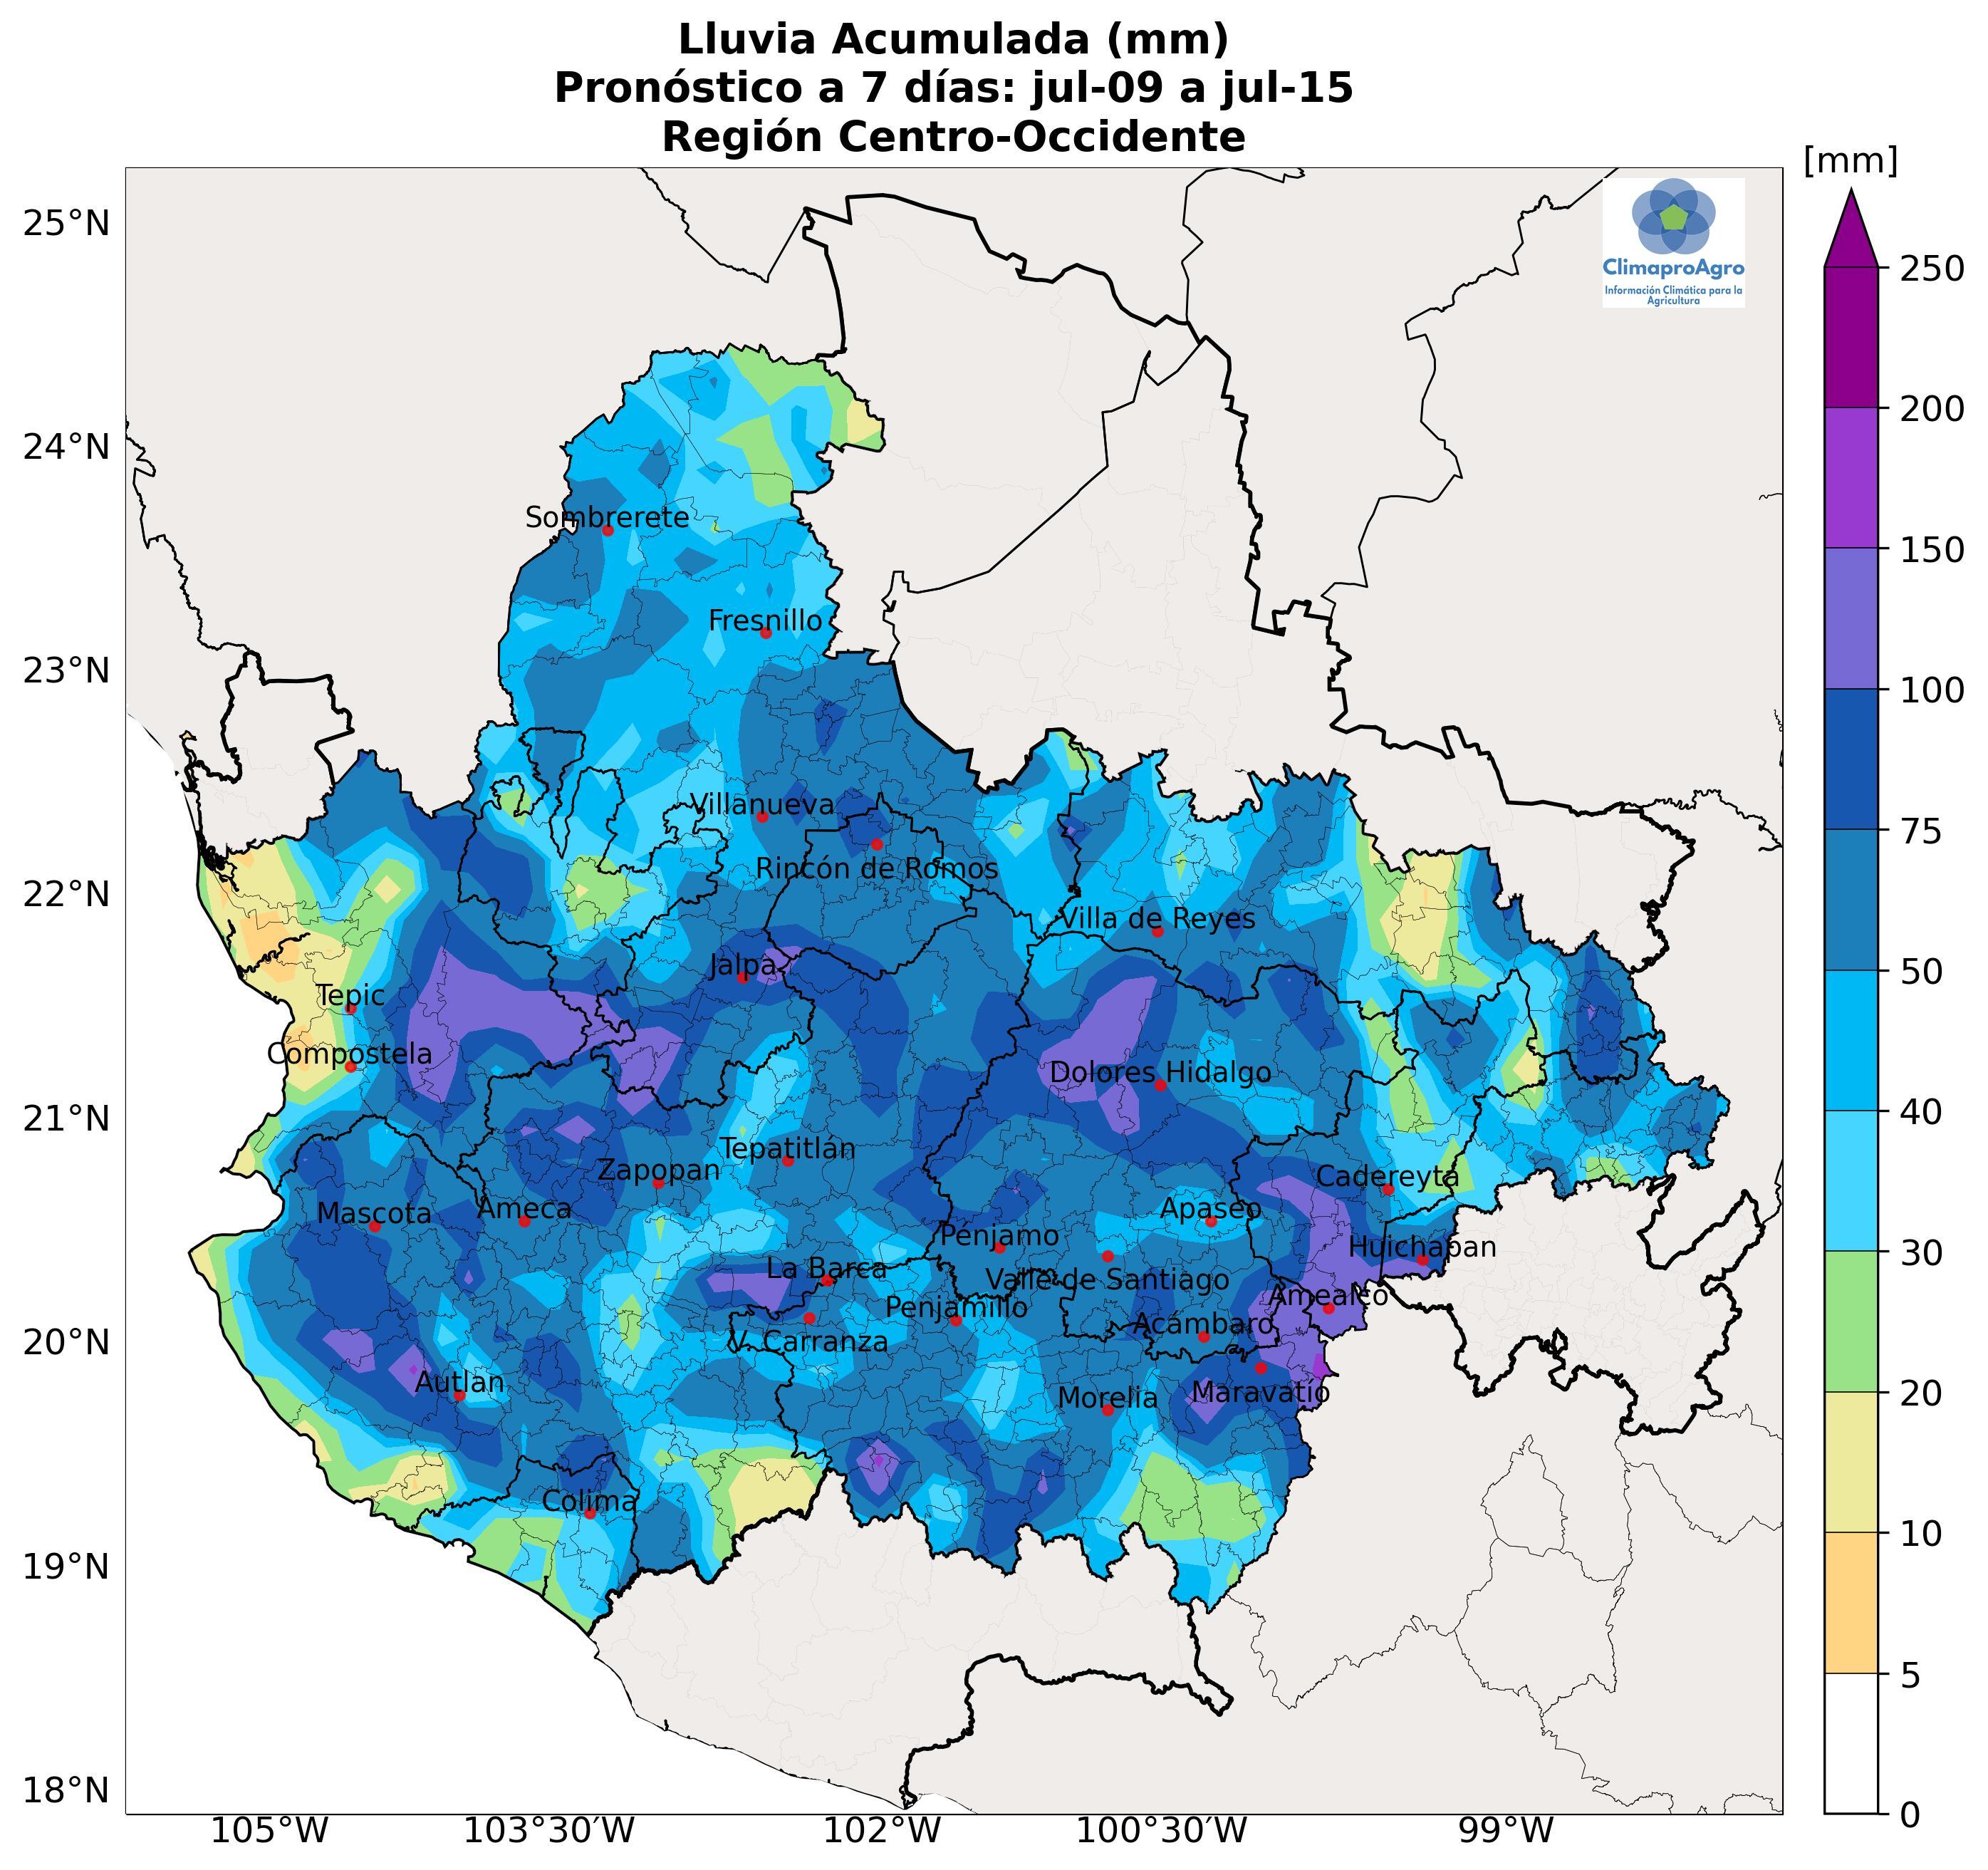 Lluvia Acumulada (mm)
Pronóstico a 7 días: jul-09 a jul-15
Región Centro-Occidente
[mm]
25°N
24°N
23°N
22°N
21°N
20°N
19°N
18°N
ClimaproAgro
Información Climática para la
Agricultura
Sombrerete
Fresnillo
Villanueva
Rincón de Romos
Villa de Reyes
Jalpa
Tepic
Compostela
Dolores Hidalgo
Tepatitlán
Zapopan
Cadereyta
Mascota
Ameca
Apaseo
Penjamo
Huichapan
La Barca
Valle de Santiago
Amealco
Penjamillo
Acámbaro
V. Carranza
Autlán
Morelia
Maravatío
Colima
250
200
150
100
75
50
40
30
20
10
5
0
105°W
103°30'W
102°W
100°30'W
99°W